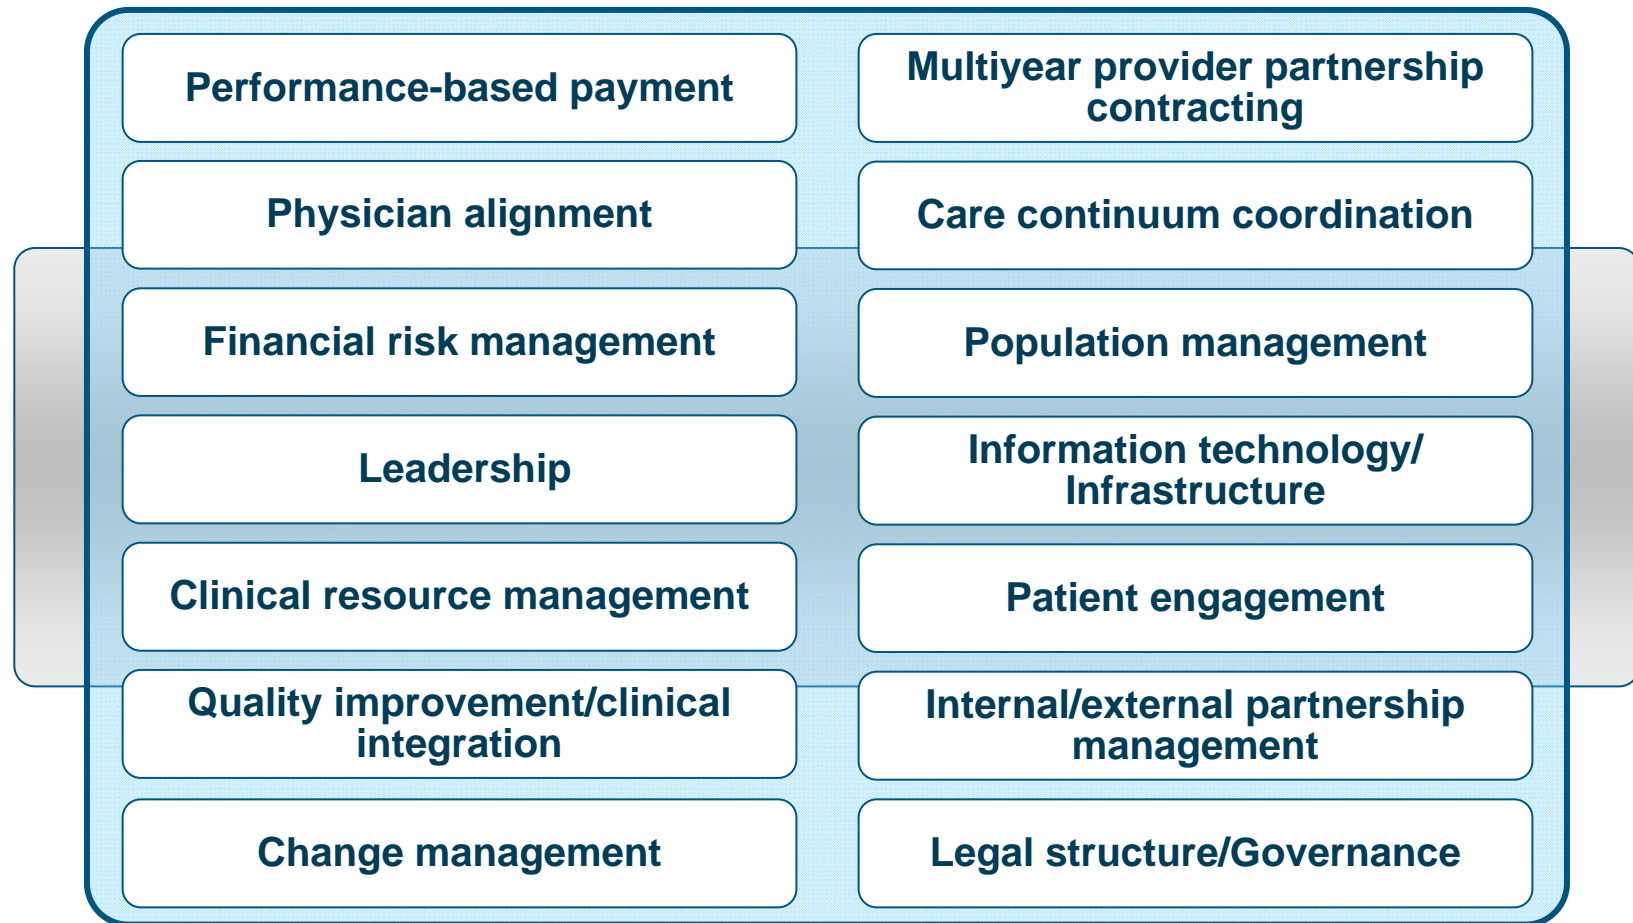 Performance-based payment
Multiyear provider partnership
contracting
Physician alignment
Care continuum coordination
Financial risk management
Population management
Leadership
Information technology/
Infrastructure
Clinical resource management
Patient engagement
Quality improvement/clinical
integration
Internal/external partnership
management
Change management
Legal structure/Governance